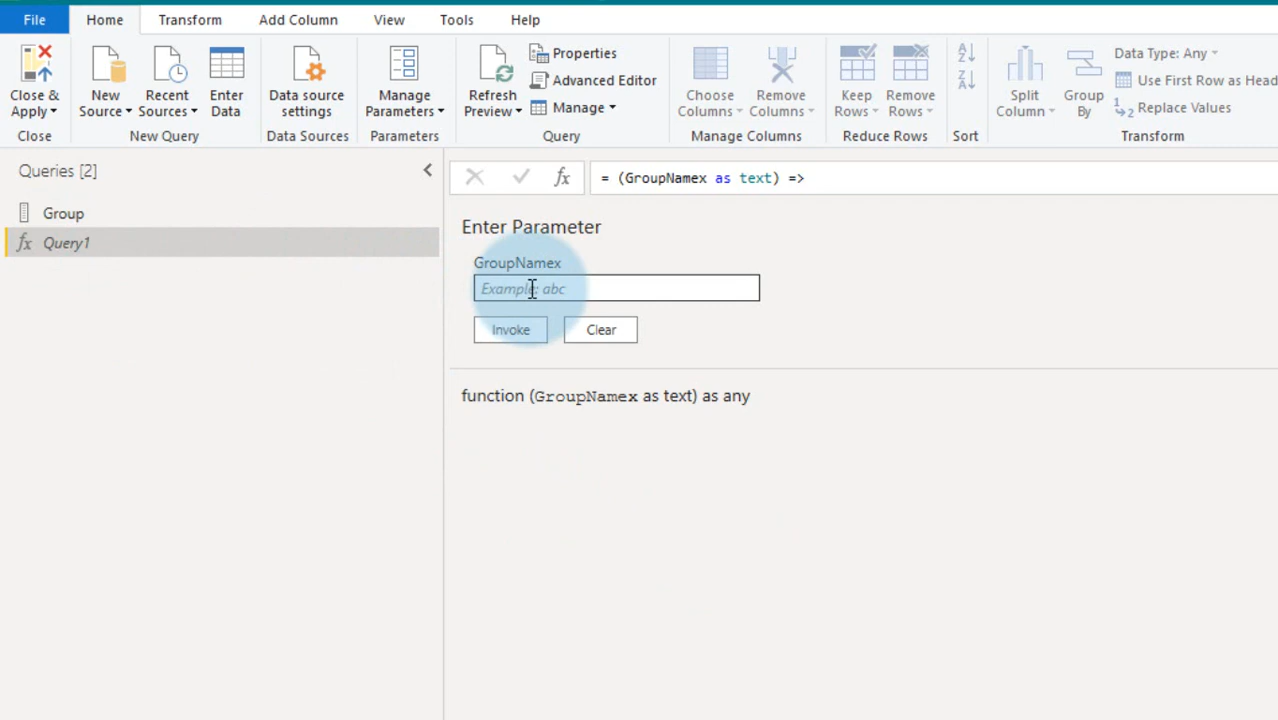 File Home Transform Add Column View Tools Help
Close & Apply New Source Recent Sources Enter Data Data source settings Manage Parameters Refresh Preview Properties Advanced Editor Manage Choose Columns Remove Columns Keep Rows Remove Rows Split Column Group By Data Type: Any Use First Row as Head Replace Values
Close New Query Data Sources Parameters Query Manage Columns Reduce Rows Sort Transform
Queries [2]
fx = (GroupNamex as text) =>
Group
fx Query1
Enter Parameter
GroupNamex
Example: abc
Invoke Clear
function (GroupNamex as text) as any